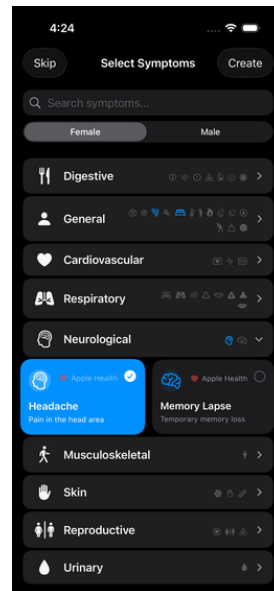 4:24
Skip Select Symptoms Create
Search symptoms...
Female Male
Digestive
General
Cardiovascular
Respiratory
Neurological
Apple Health Apple Health
Headache Memory Lapse
Pain in the head area Temporary memory loss
Musculoskeletal
Skin
Reproductive
Urinary